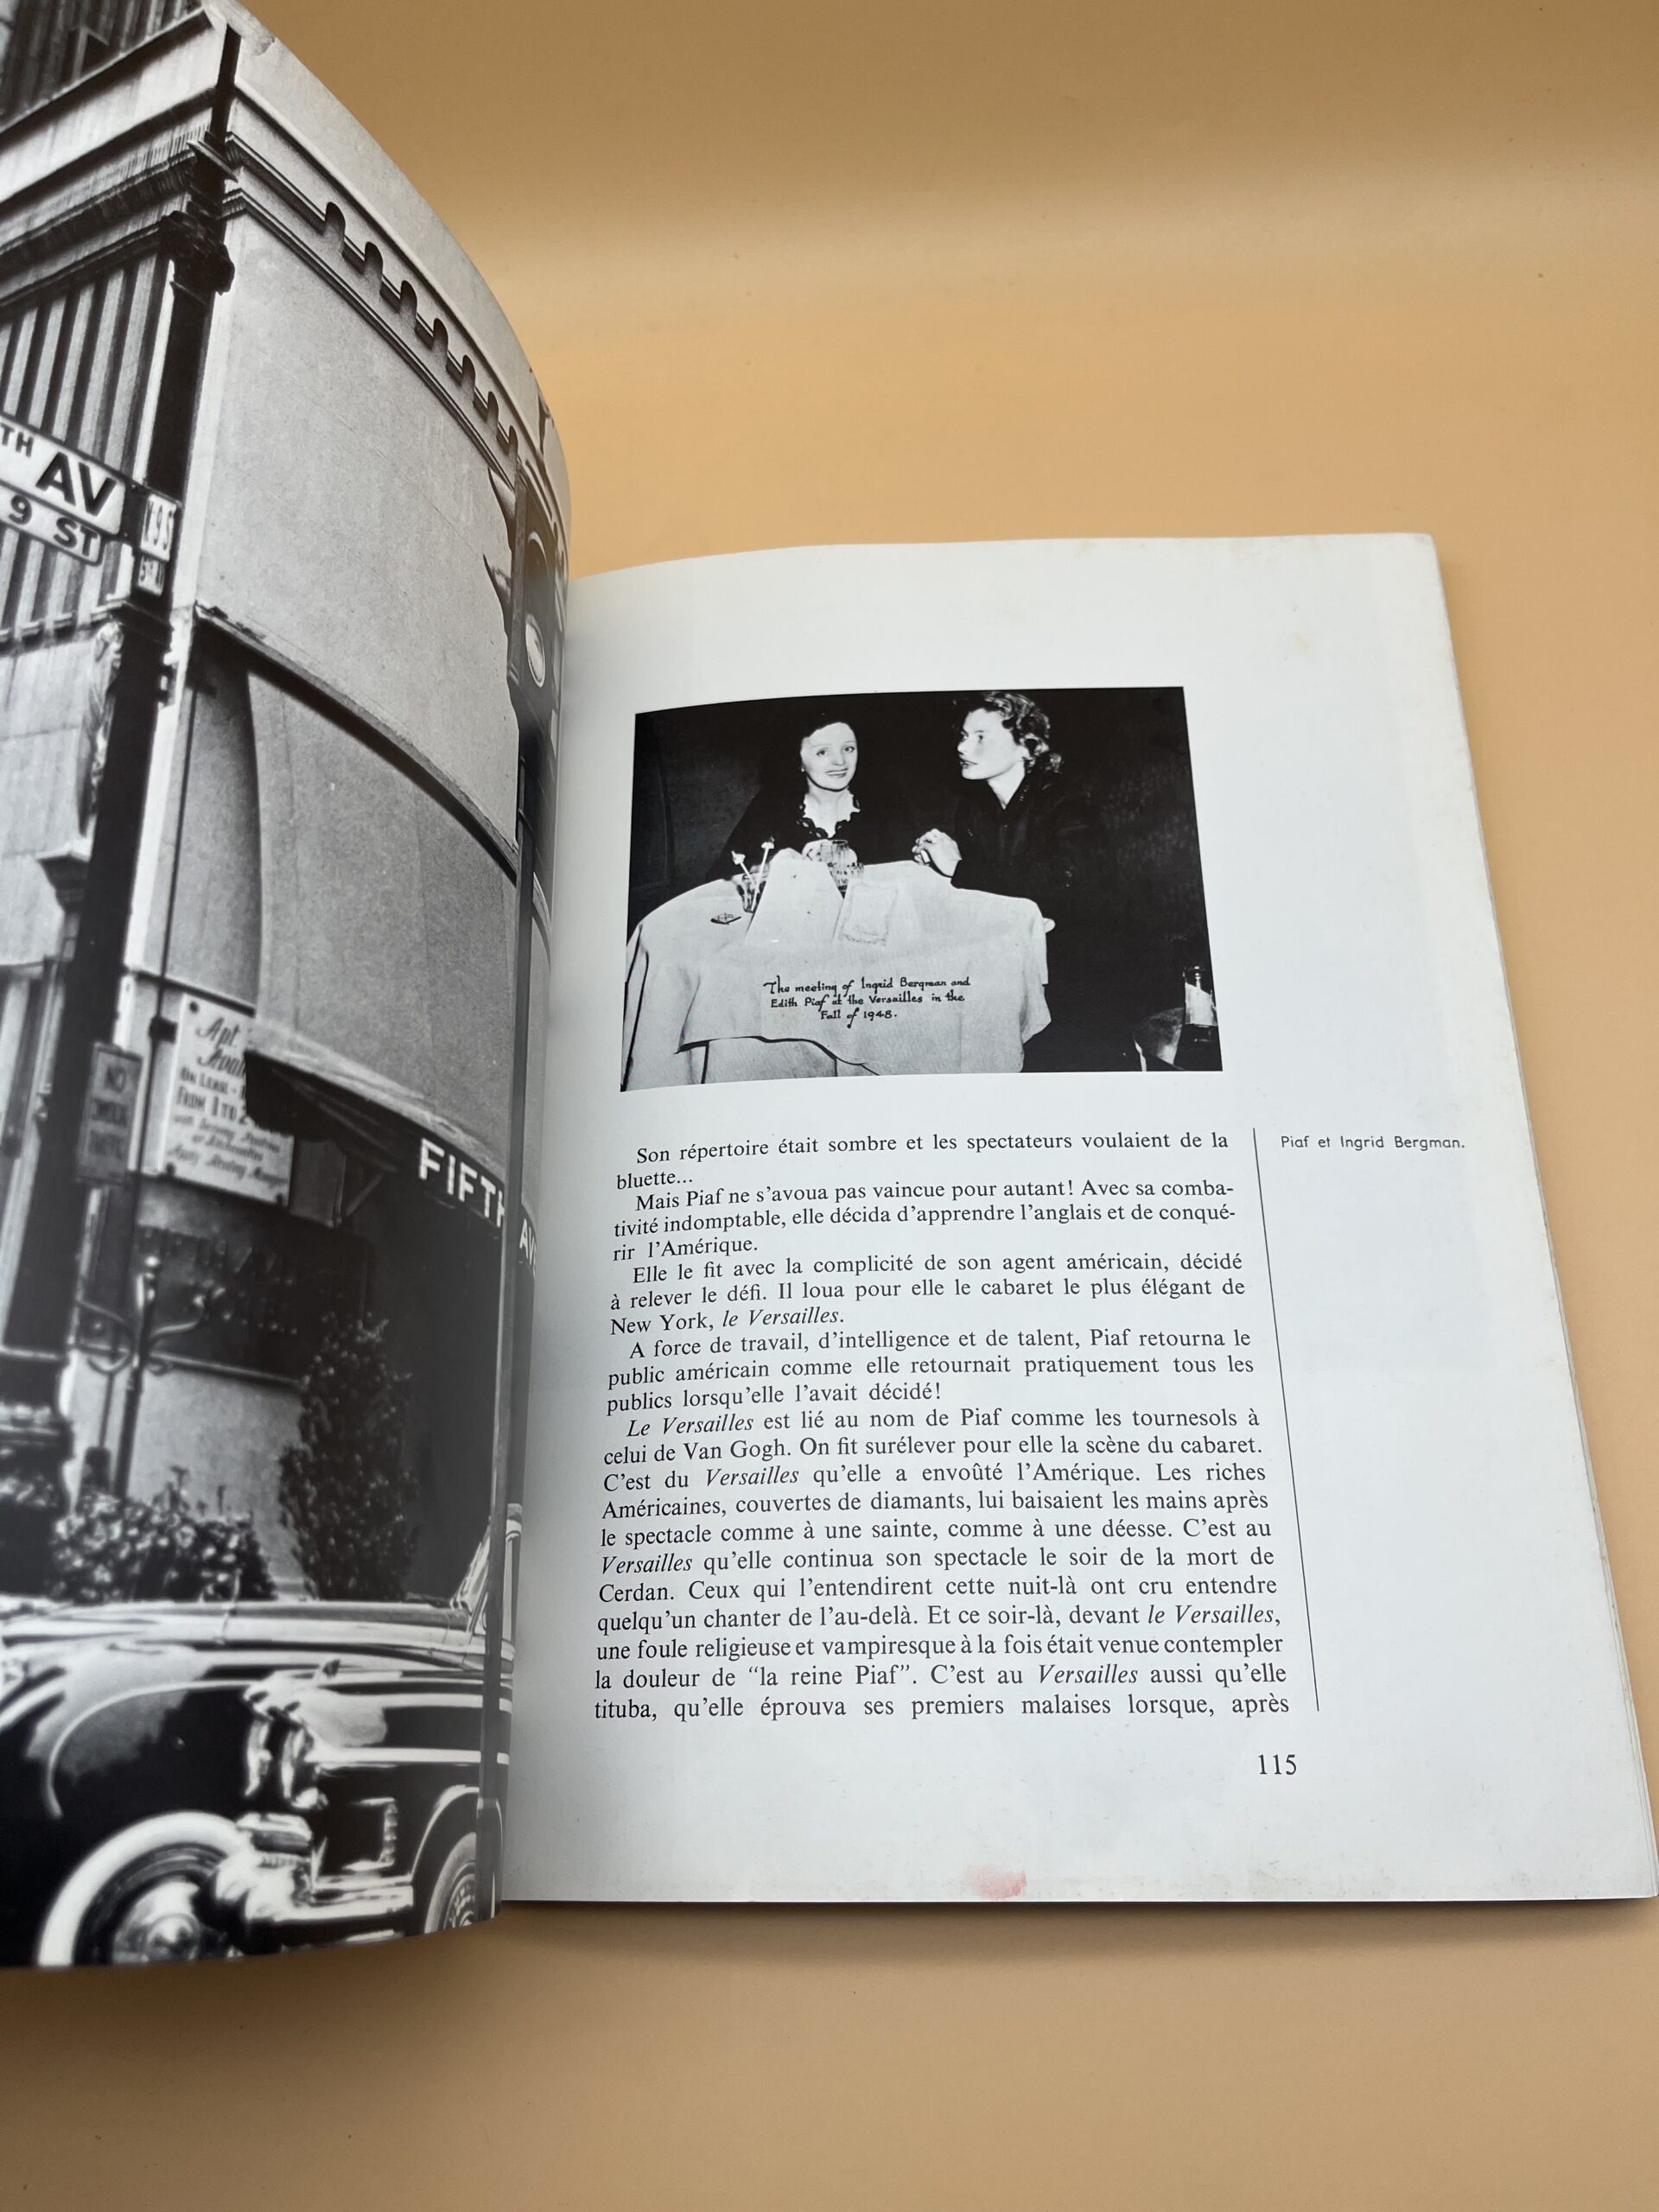 TH AV
9 ST
NO
Apt
FROM 1 TO 2
FIFTH AV
The meeting of Ingrid Bergman and
Edith Piaf at the Versailles in the
Fall of 1948.
Son répertoire était sombre et les spectateurs voulaient de la
bluette...
Mais Piaf ne s'avoua pas vaincue pour autant! Avec sa comba-
tivité indomptable, elle décida d'apprendre l'anglais et de conqué-
rir l'Amérique.
Elle le fit avec la complicité de son agent américain, décidé
à relever le défi. Il loua pour elle le cabaret le plus élégant de
New York, le Versailles.
A force de travail, d'intelligence et de talent, Piaf retourna le
public américain comme elle retournait pratiquement tous les
publics lorsqu'elle l'avait décidé!
Le Versailles est lié au nom de Piaf comme les tournesols à
celui de Van Gogh. On fit surélever pour elle la scène du cabaret.
C'est du Versailles qu'elle a envoûté l'Amérique. Les riches
Américaines, couvertes de diamants, lui baisaient les mains après
le spectacle comme à une sainte, comme à une déesse. C'est au
Versailles qu'elle continua son spectacle le soir de la mort de
Cerdan. Ceux qui l'entendirent cette nuit-là ont cru entendre
quelqu'un chanter de l'au-delà. Et ce soir-là, devant le Versailles,
une foule religieuse et vampiresque à la fois était venue contempler
la douleur de "la reine Piaf". C'est au Versailles aussi qu'elle
tituba, qu'elle éprouva ses premiers malaises lorsque, après
Piaf et Ingrid Bergman.
115